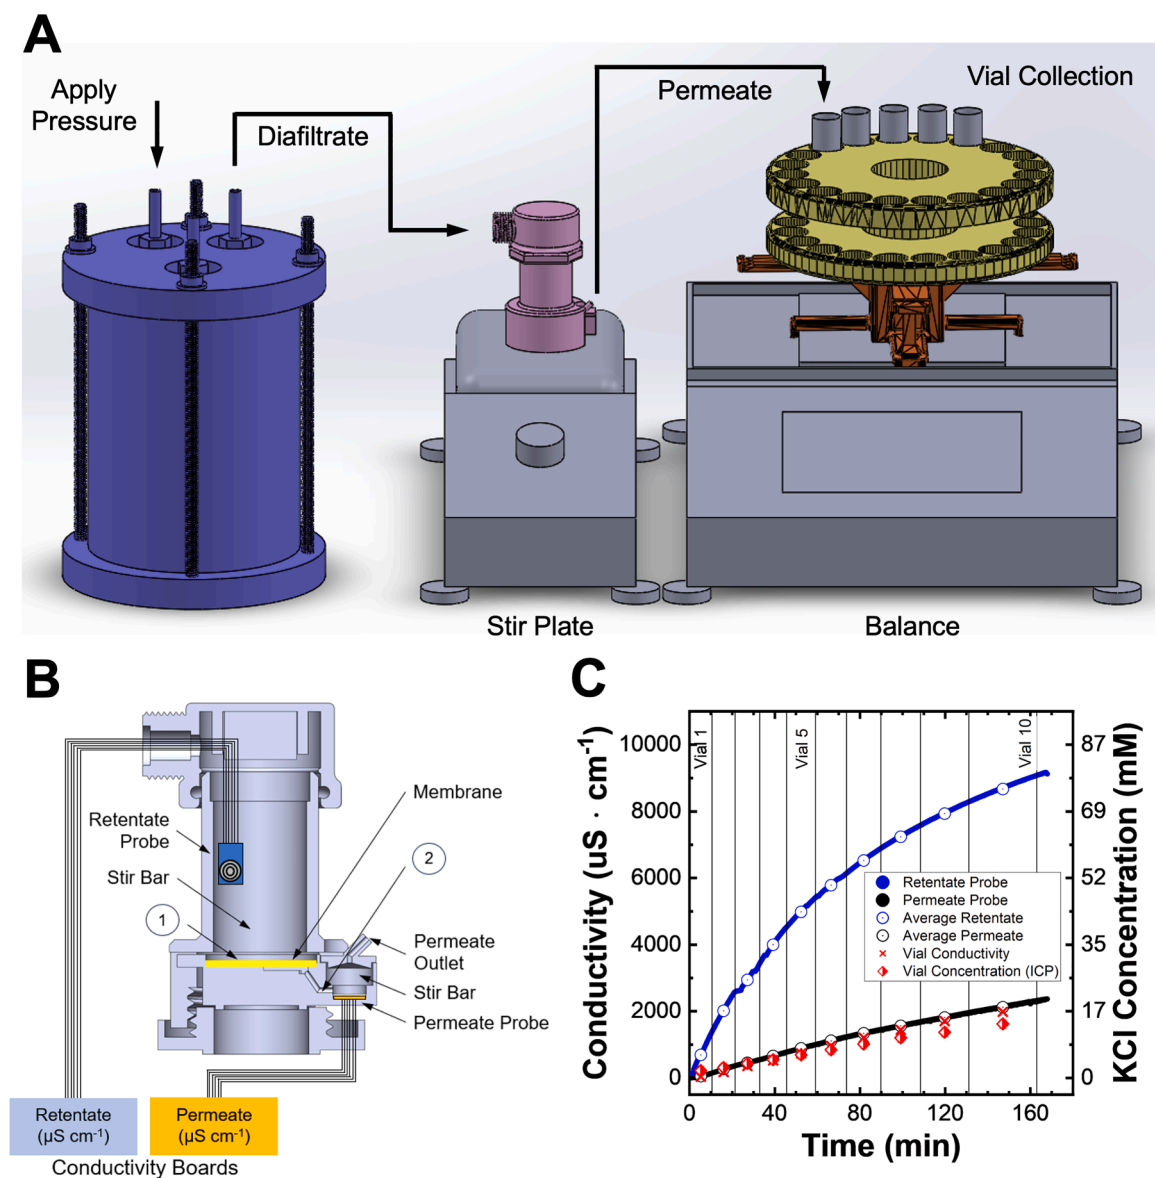 A
Apply
Pressure
Diafiltrate
Permeate
Vial Collection
Stir Plate
Balance
B
Retentate
Probe
Stir Bar
1
Membrane
2
Permeate
Outlet
Stir Bar
Permeate Probe
Retentate
(µS cm-1)
Permeate
(µS cm-1)
Conductivity Boards
C
Conductivity (uS · cm-1)
10000
8000
6000
4000
2000
0
Vial 1
Vial 5
Vial 10
Retentate Probe
Permeate Probe
Average Retentate
Average Permeate
Vial Conductivity
Vial Concentration (ICP)
87
69
52
35
17
0
KCl Concentration (mM)
0 40 80 120 160
Time (min)